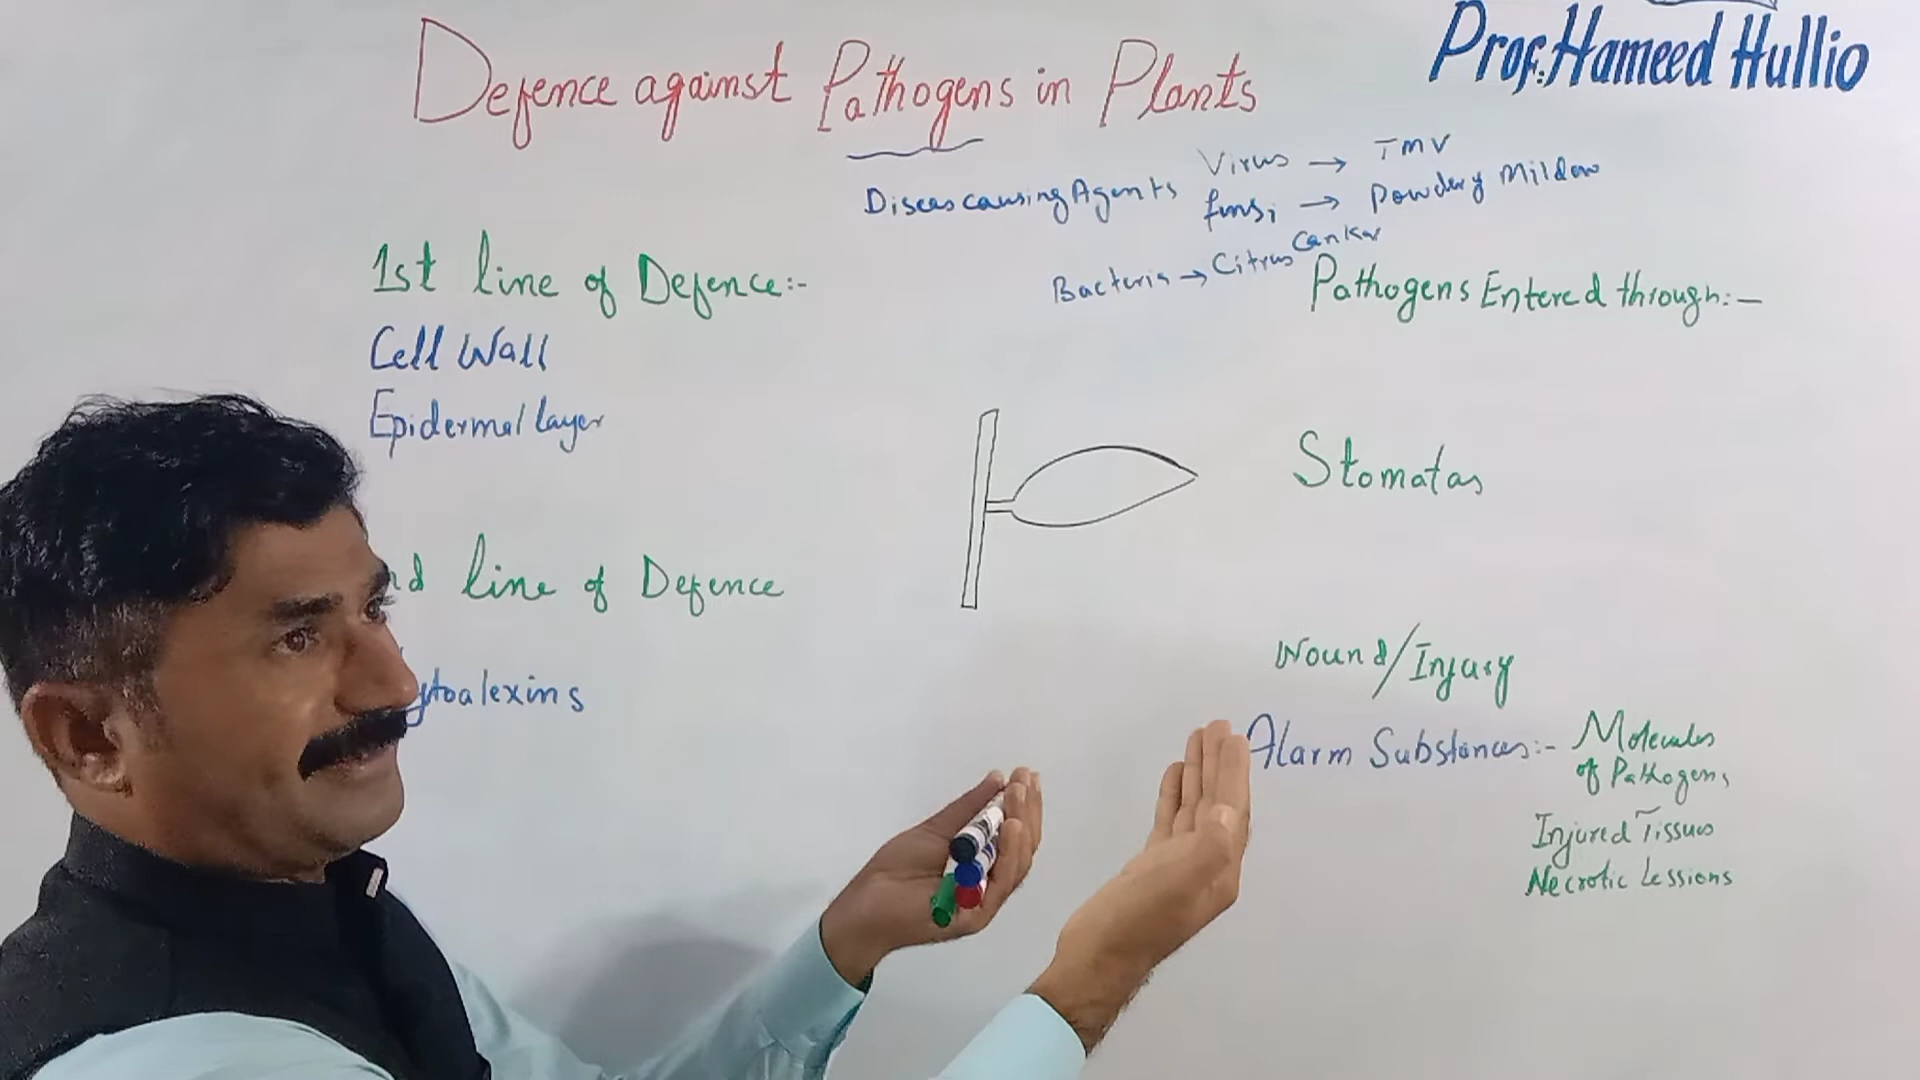 Defence against Pathogens in Plants
Prof. Hameed Hullio
Diseas causing Agents
Virus → TMV
fungi → Powdery Mildew
Bacteria → Citrus Canker
1st line of Defence:-
Cell Wall
Epidermal layer
Pathogens Entered through:-
Stomatas
nd line of Defence
ytoalexins
Wound/Injury
Alarm Substances:- Molecules
of Pathogens
Injured Tissues
Necrotic Lessions